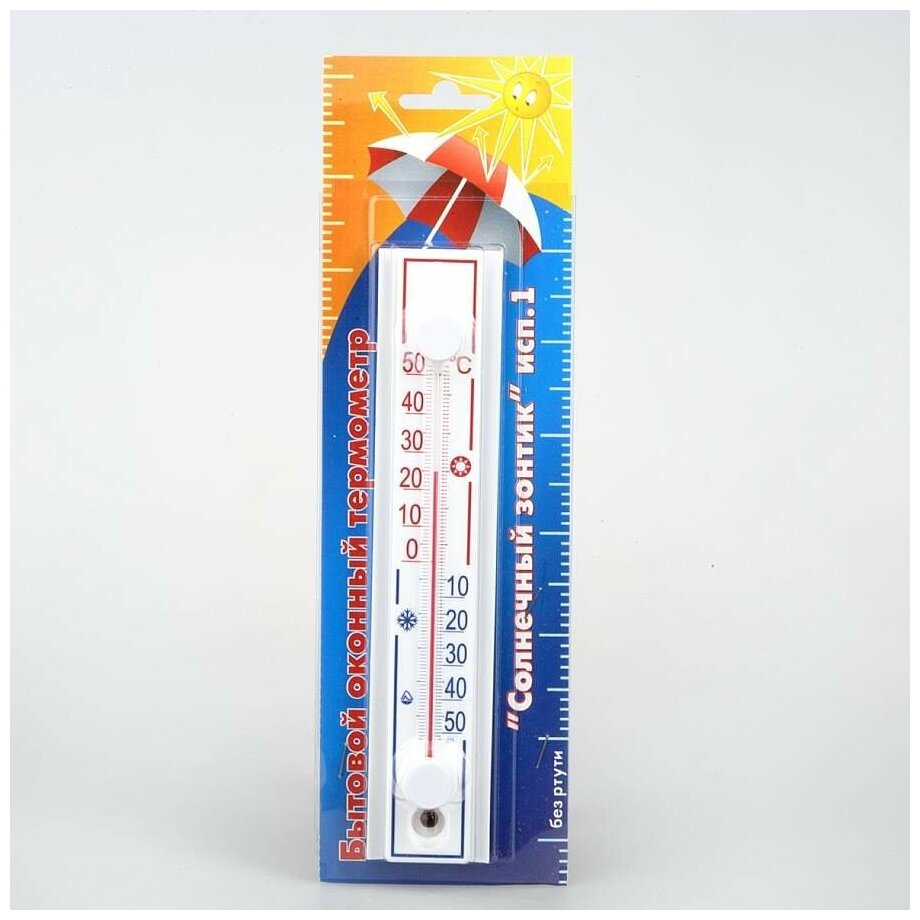 Бытовой оконный термометр
"Солнечный зонтик" исп.1
без ртути
°C
50
40
30
20
10
0
10
20
30
40
50